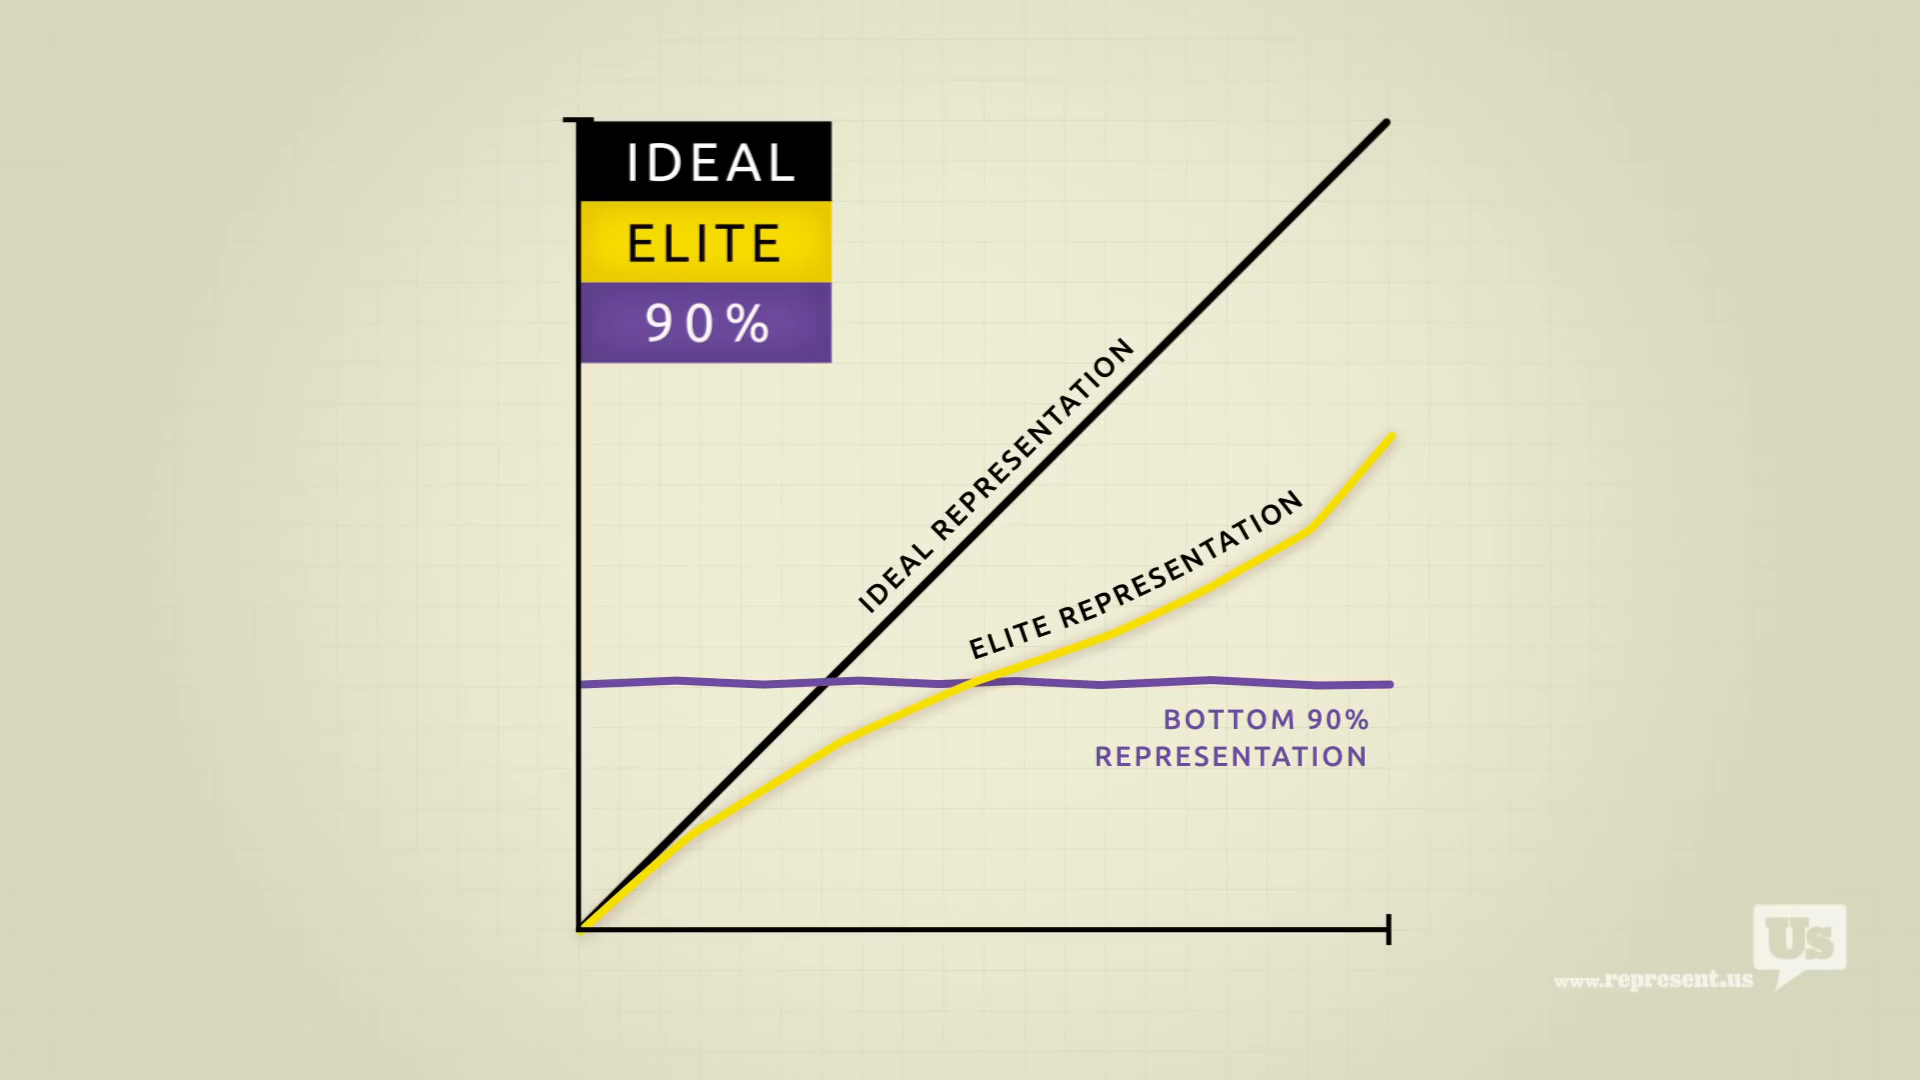 IDEAL
ELITE
90%
IDEAL REPRESENTATION
ELITE REPRESENTATION
BOTTOM 90%
REPRESENTATION
Us
www.represent.us